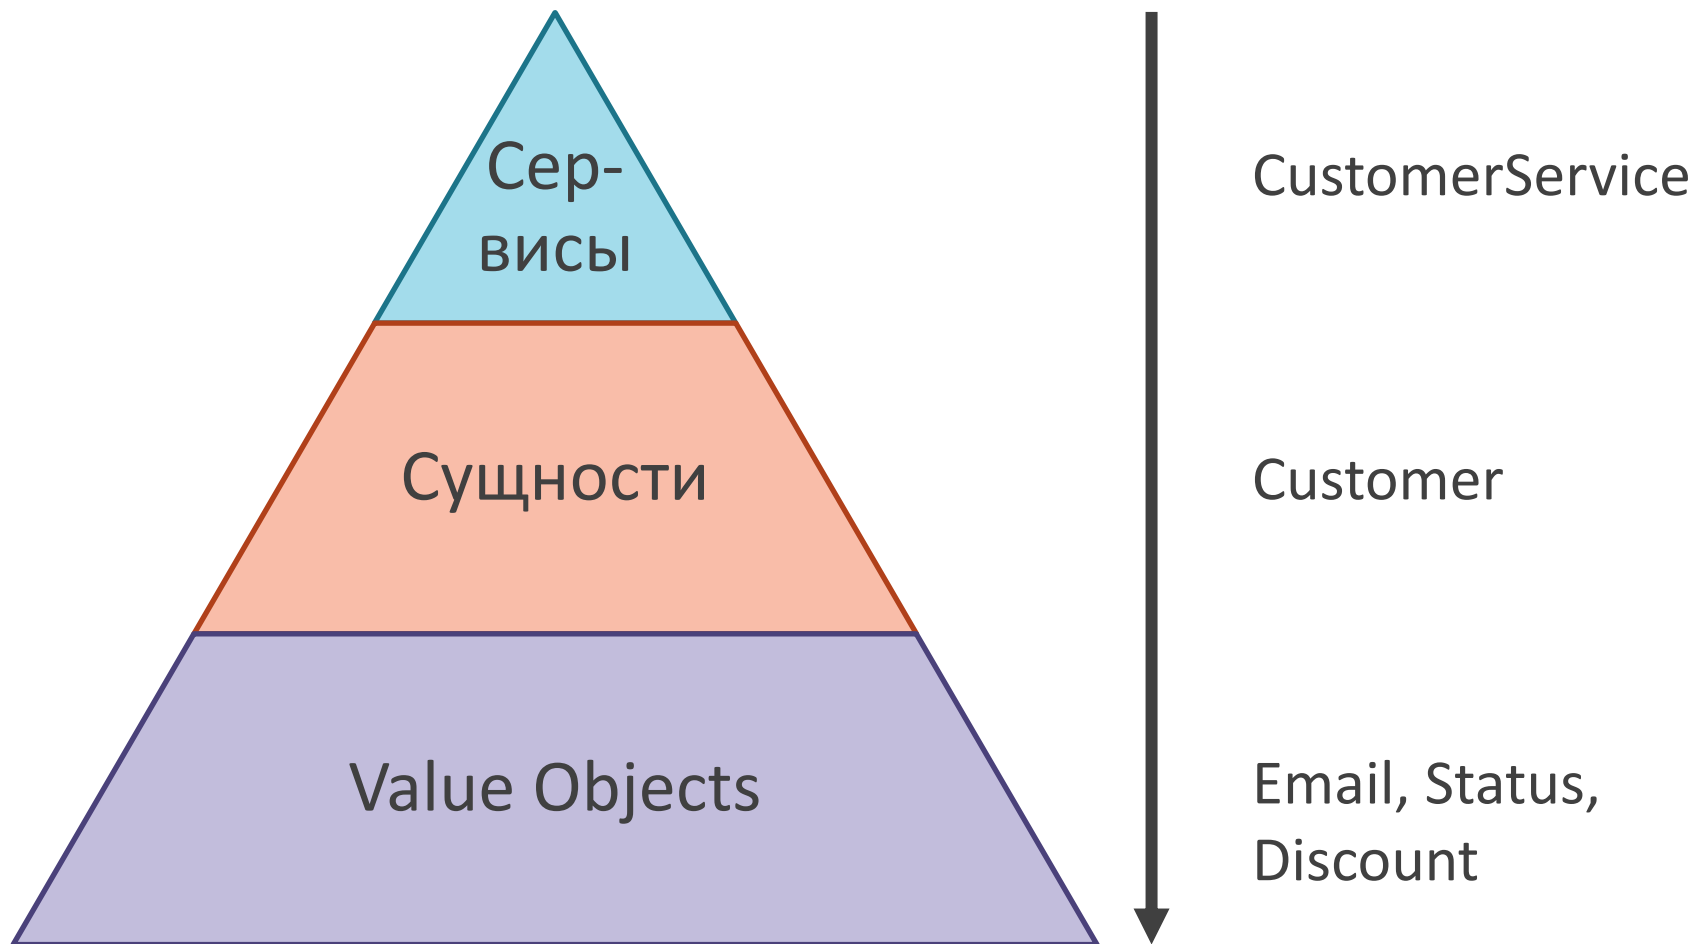 Сер-
висы
CustomerService
Сущности
Customer
Value Objects
Email, Status,
Discount